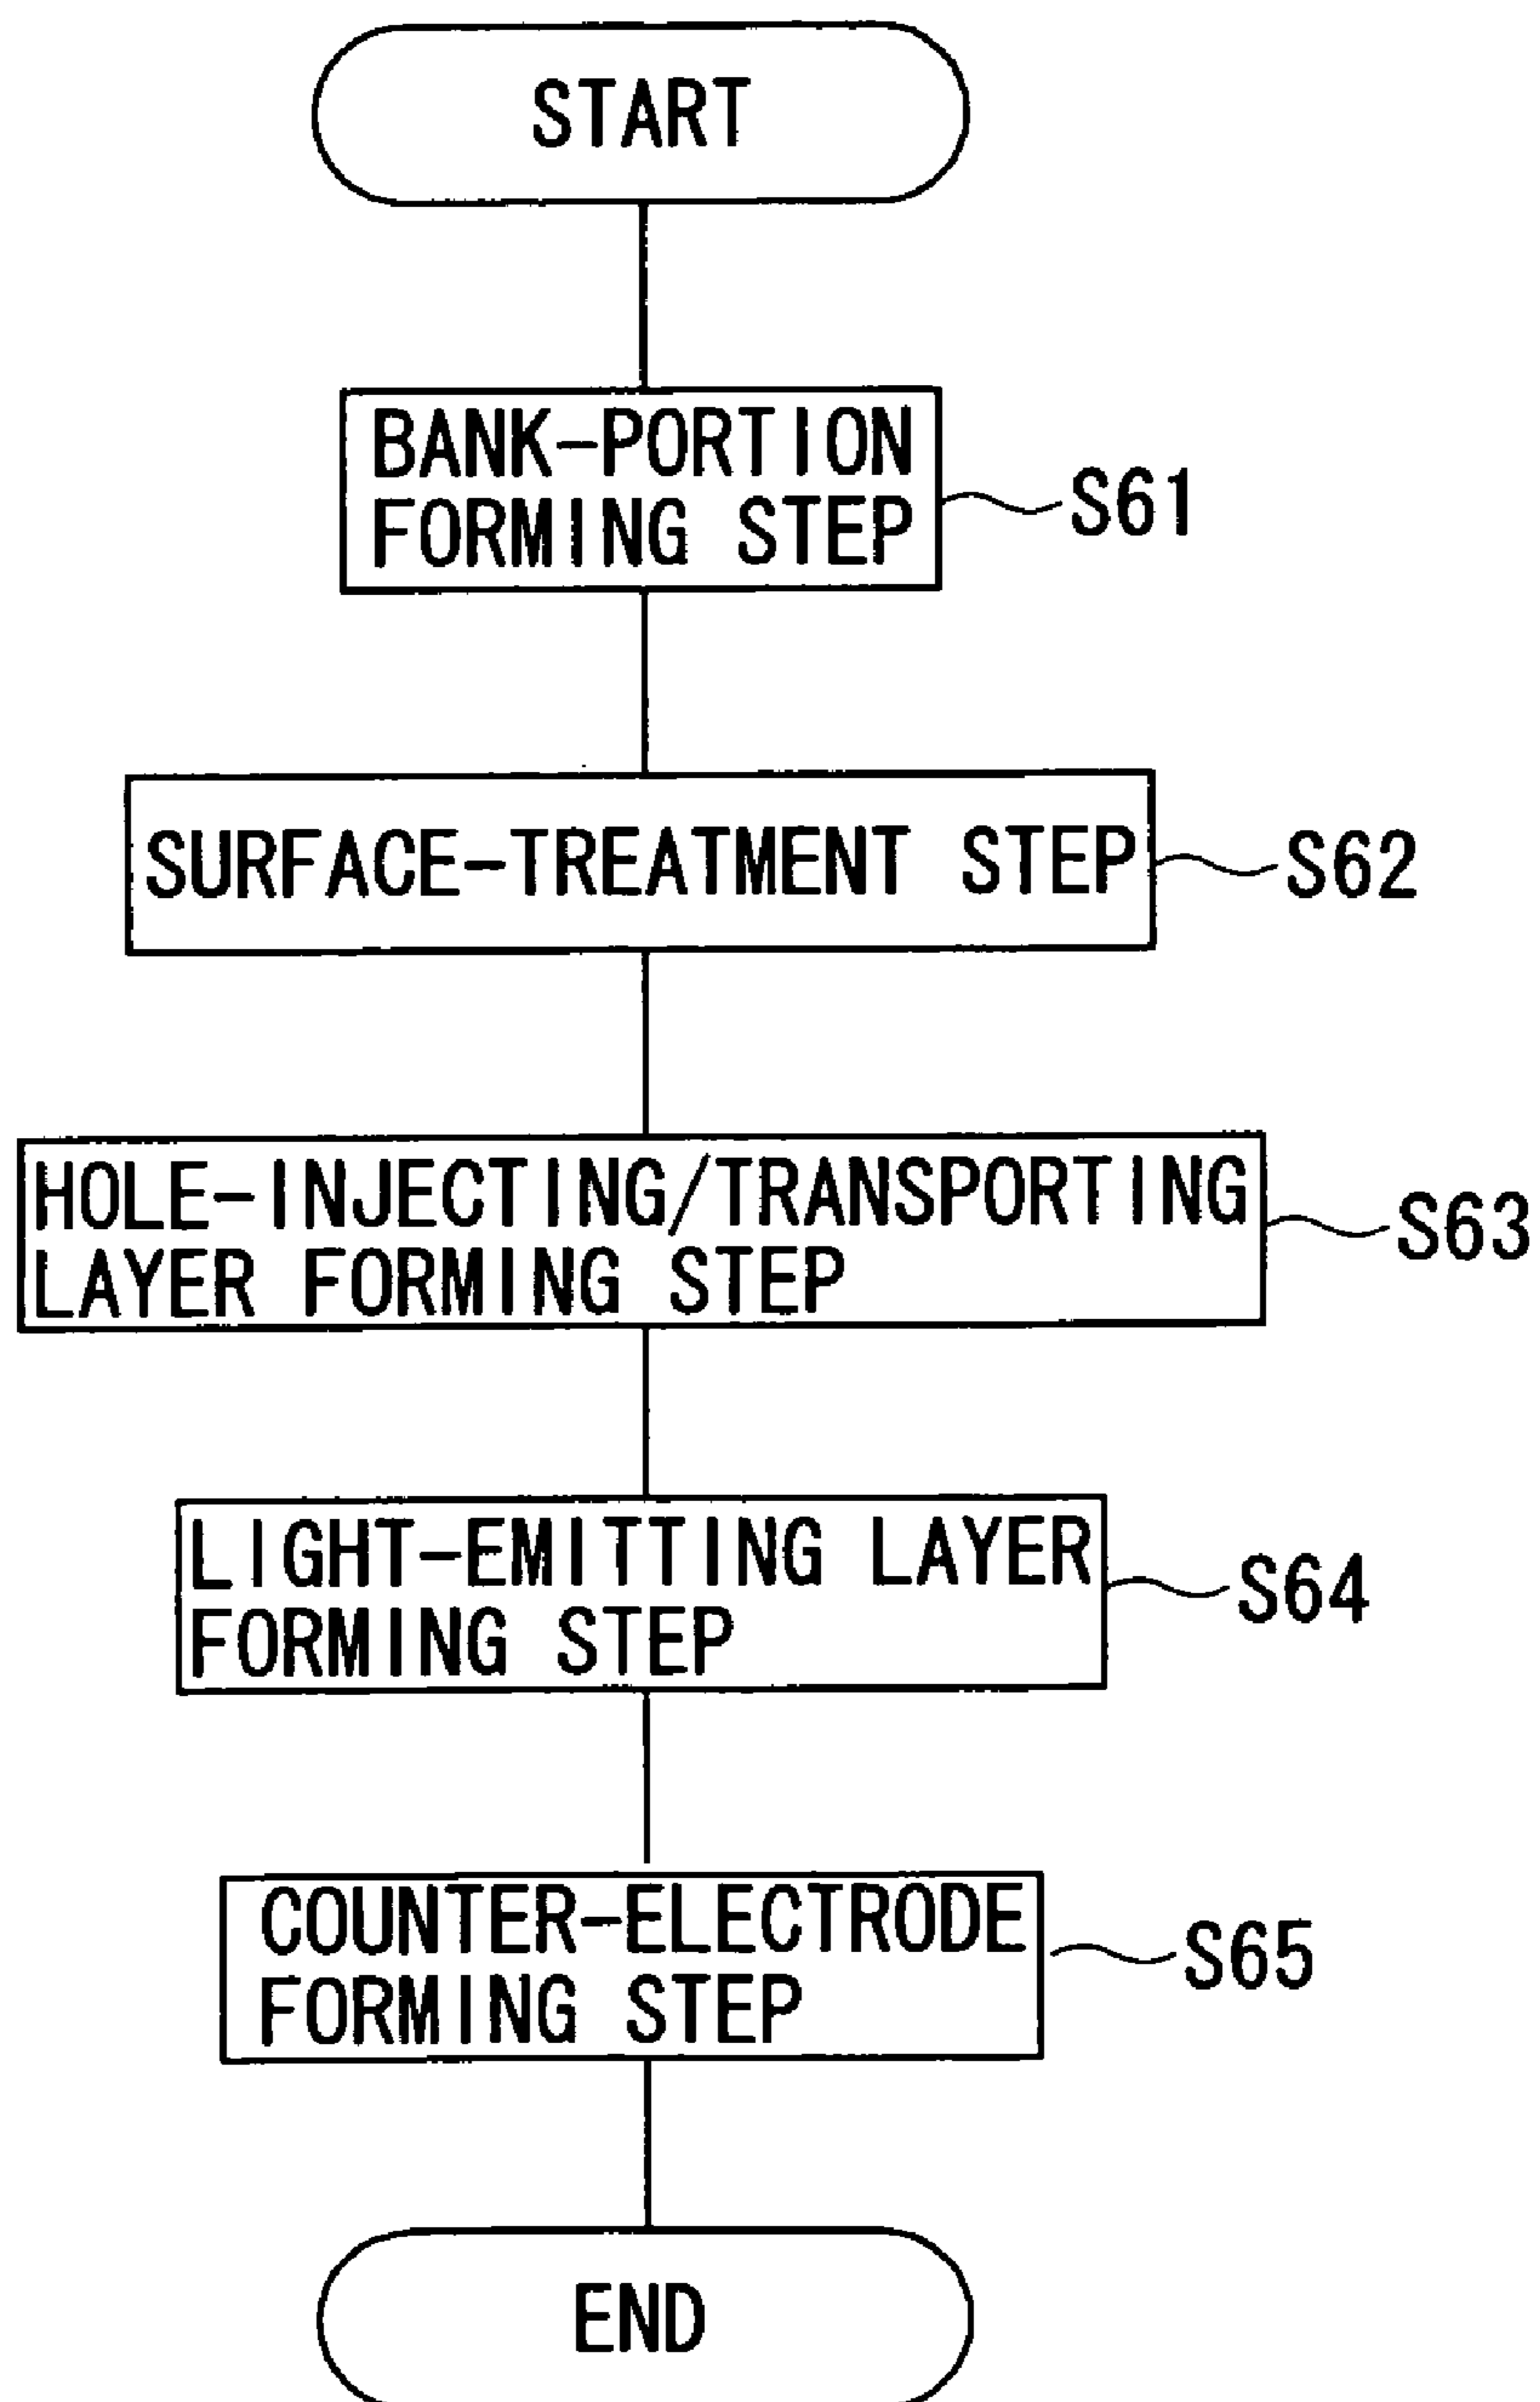 START
BANK-PORTION
FORMING STEP
S61
SURFACE-TREATMENT STEP
S62
HOLE-INJECTING/TRANSPORTING
LAYER FORMING STEP
S63
LIGHT-EMITTING LAYER
FORMING STEP
S64
COUNTER-ELECTRODE
FORMING STEP
S65
END